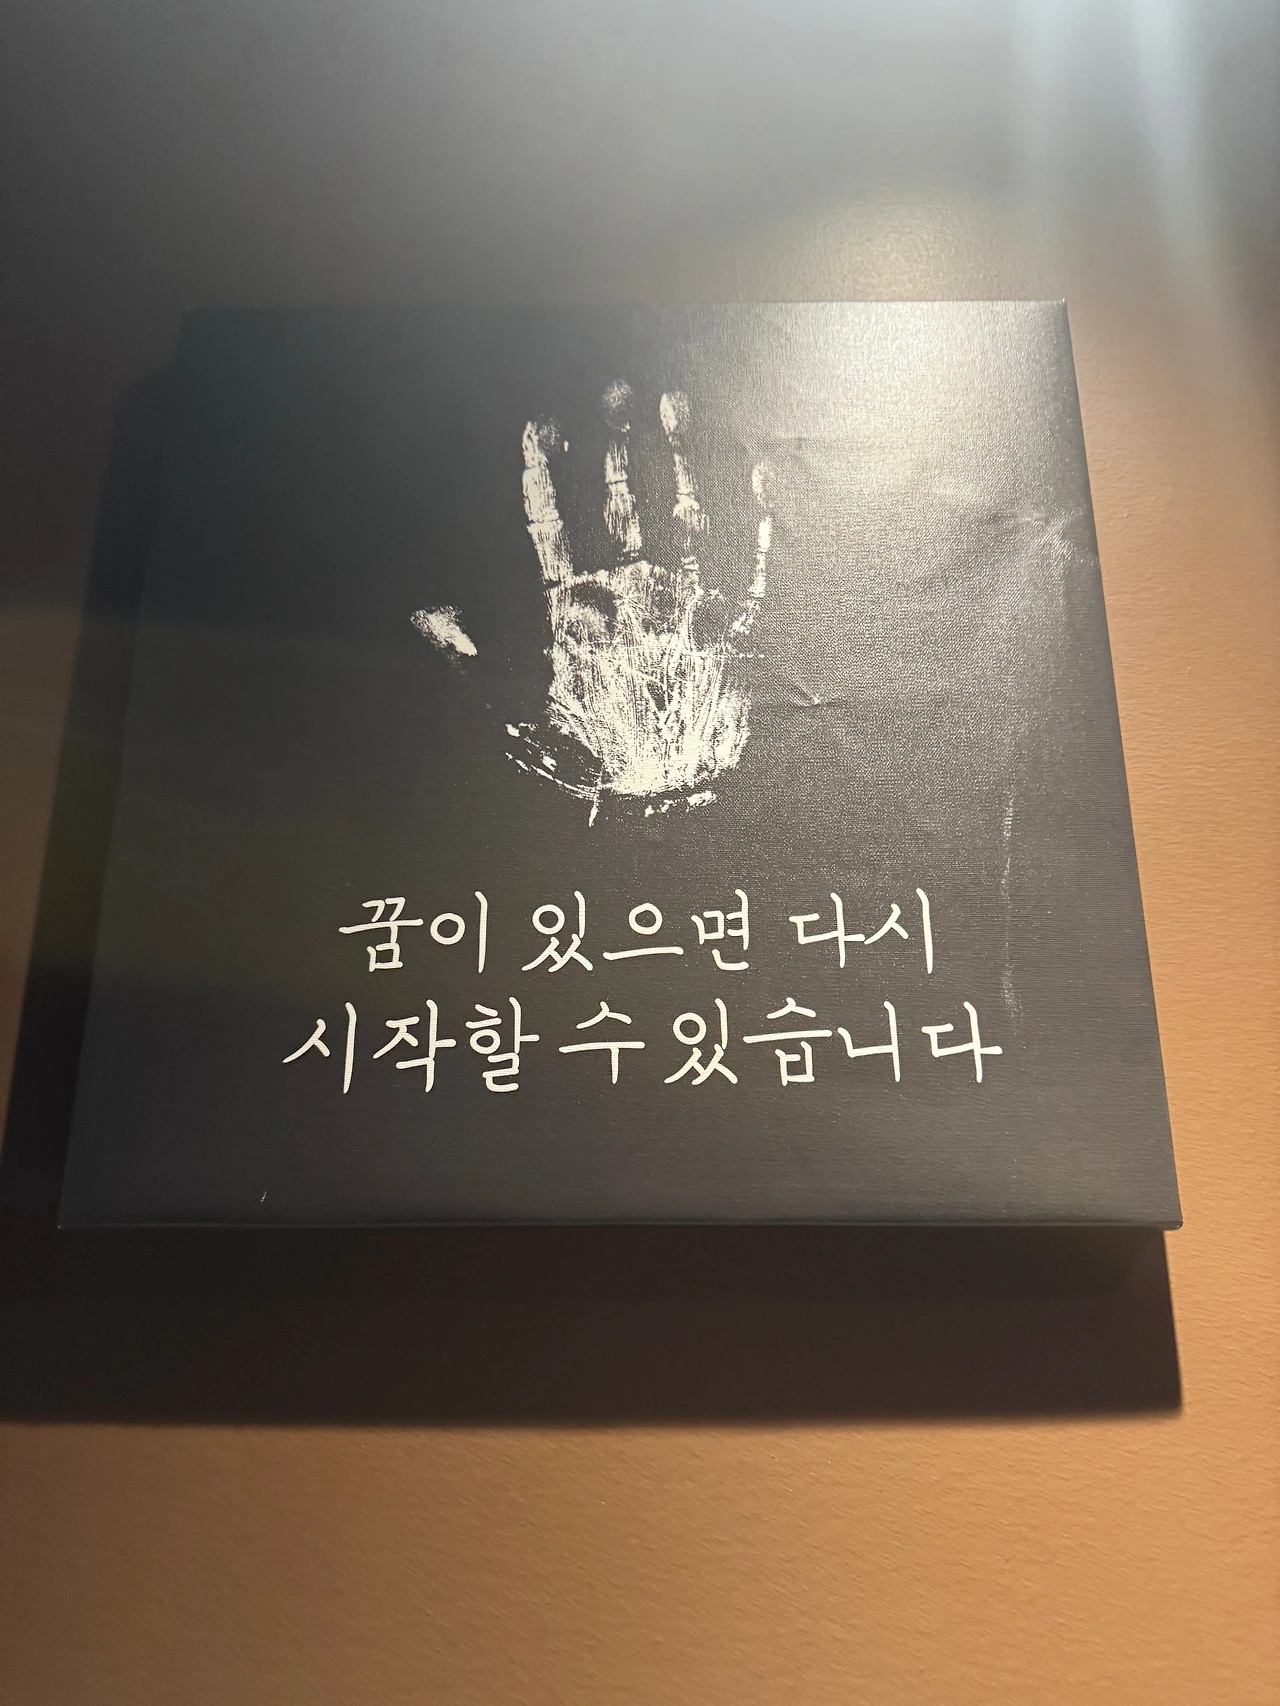 꿈이 있으면 다시
시작할 수 있습니다